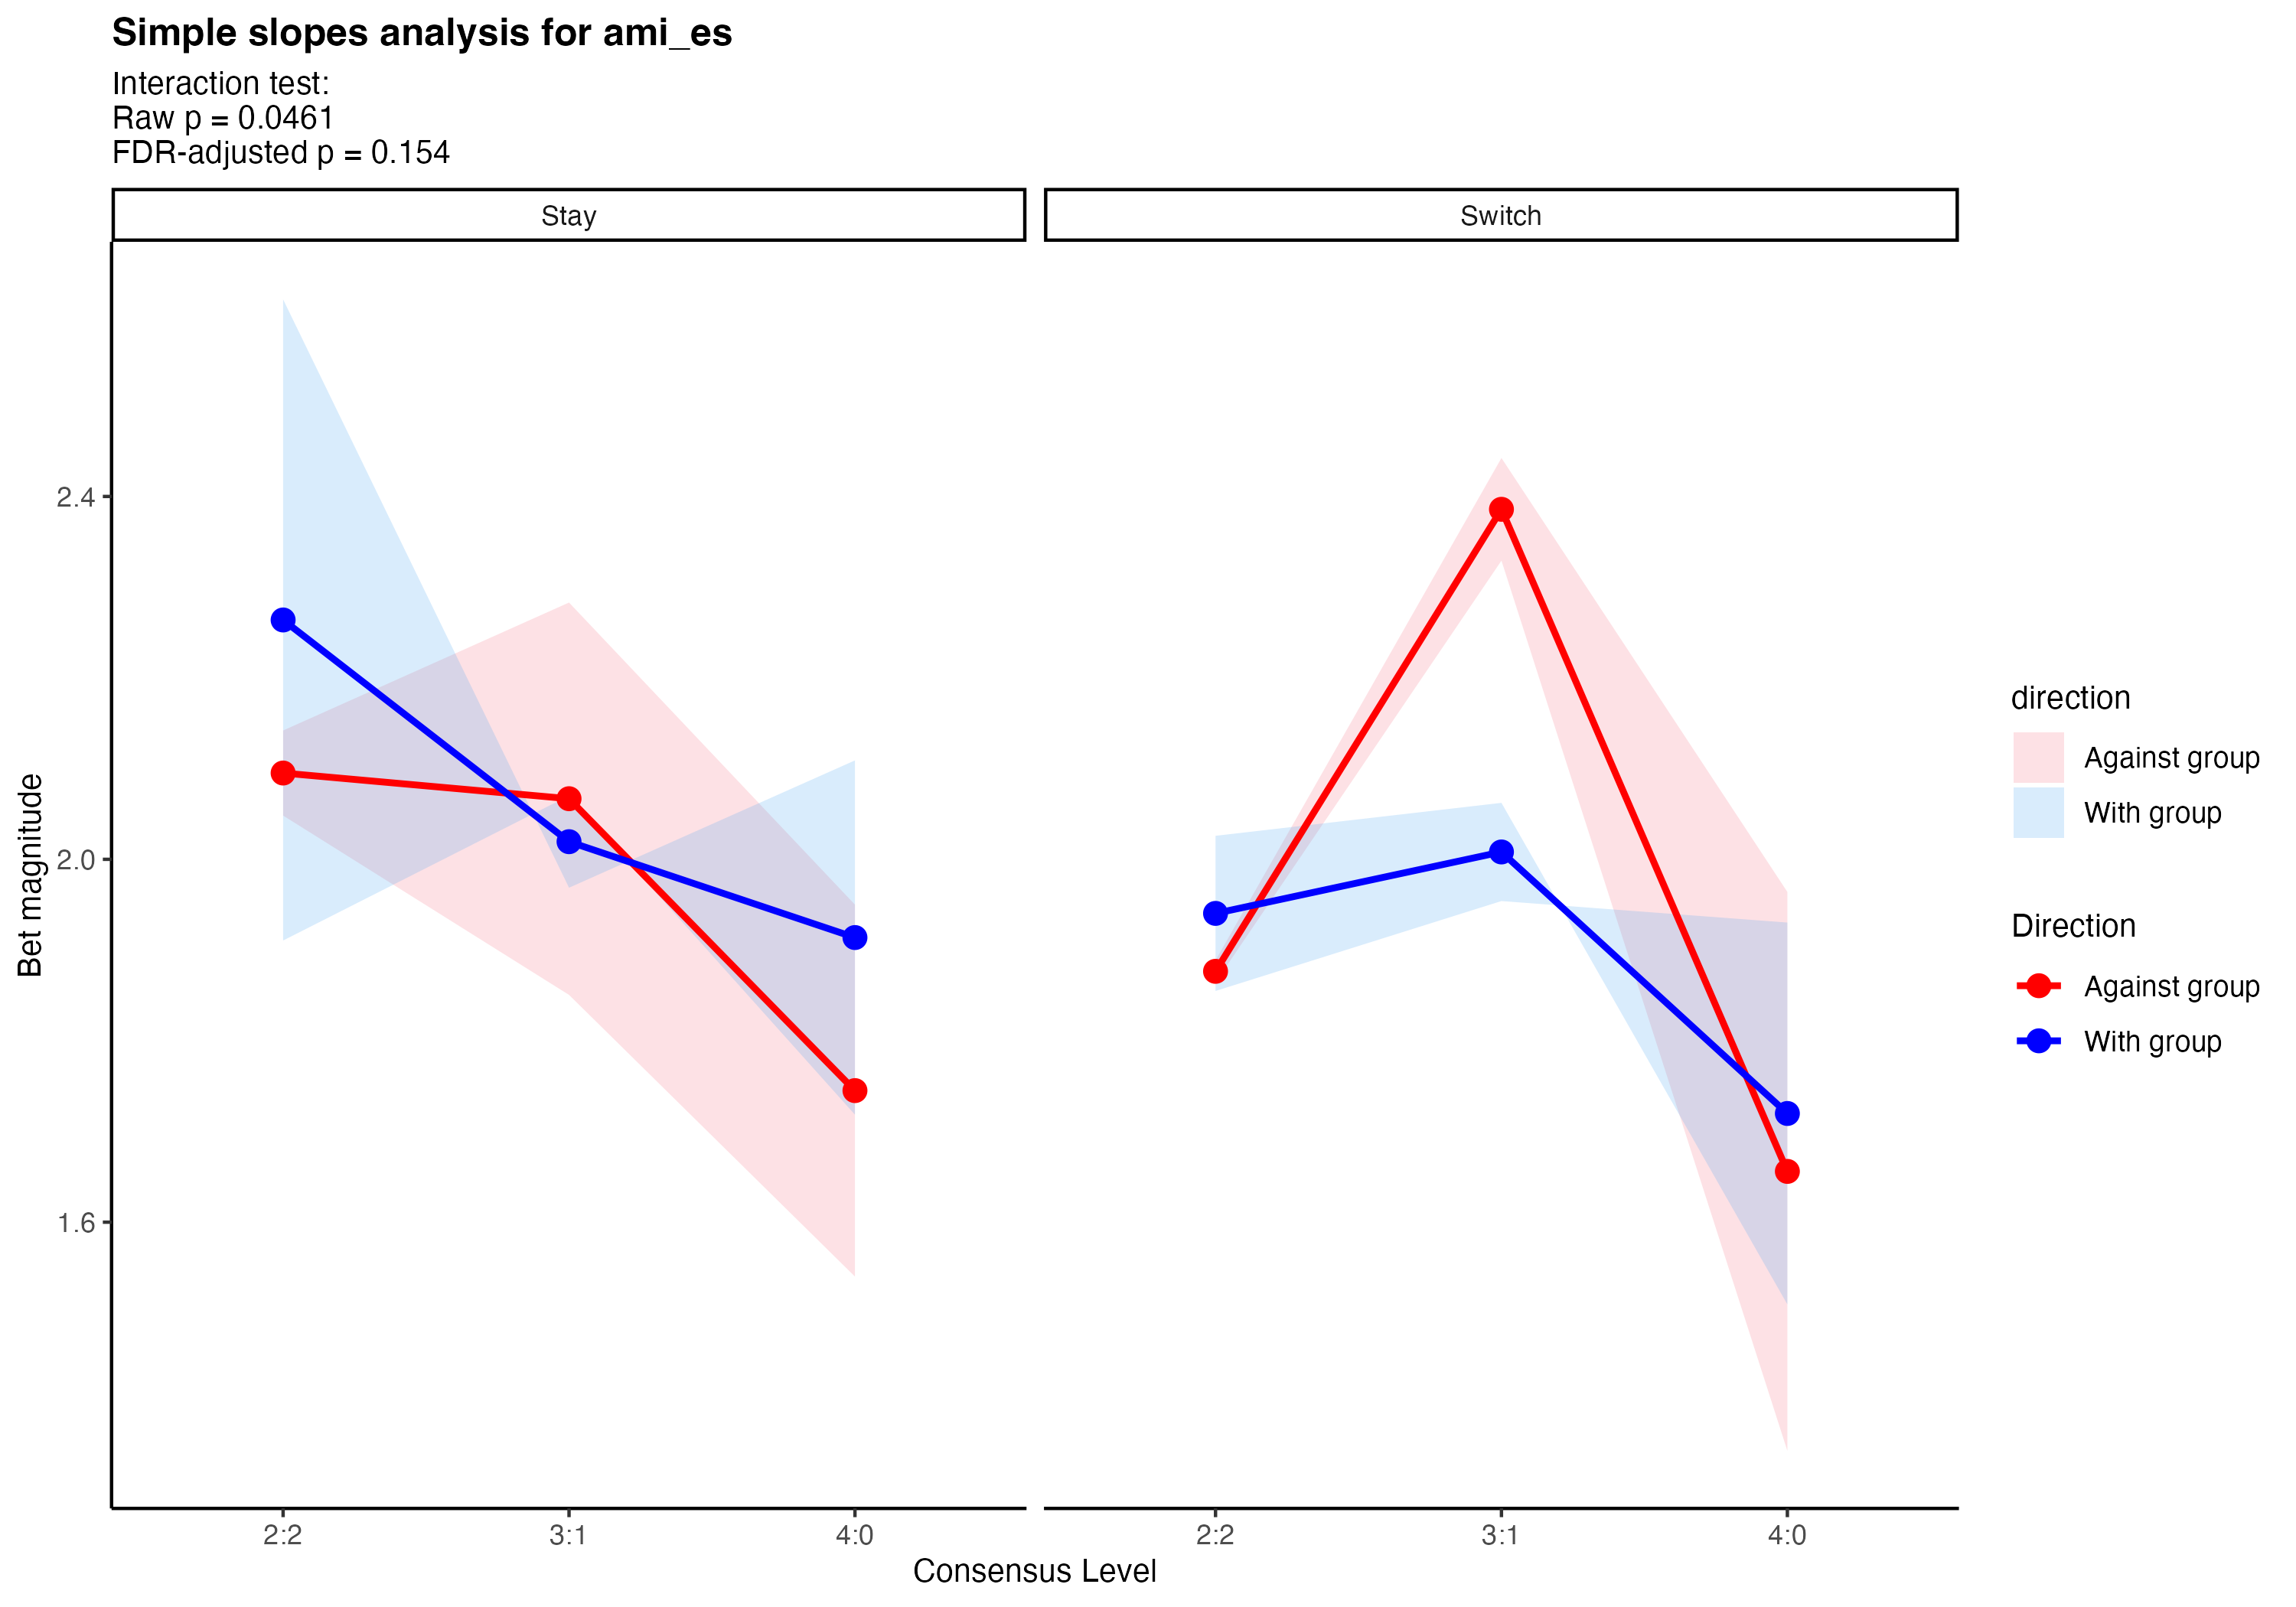 Simple slopes analysis for ami_es
Interaction test:
Raw p = 0.0461
FDR-adjusted p = 0.154
Stay
Switch
Bet magnitude
2.4
2.0
1.6
2:2
3:1
4:0
2:2
3:1
4:0
Consensus Level
direction
Against group
With group
Direction
Against group
With group